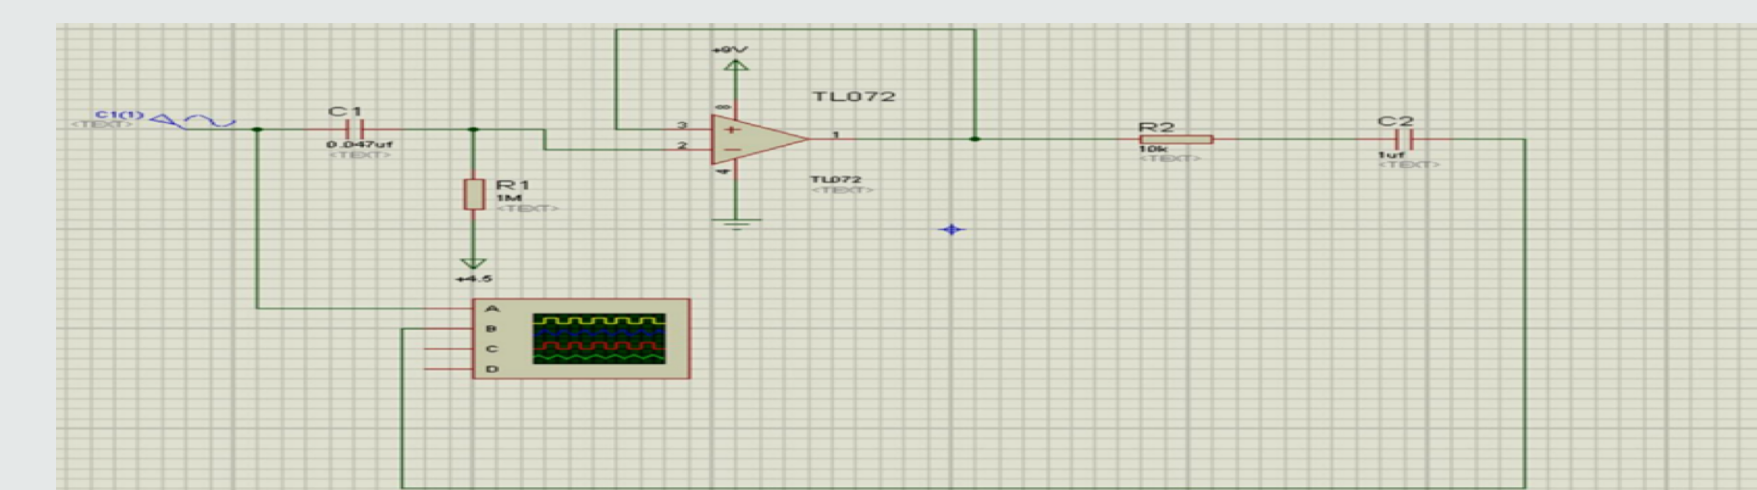 +9V
TL072
C1(1)
<TEXT>
C1
0.047uf
<TEXT>
8
3
2
1
4
R2
10k
<TEXT>
C2
1uf
<TEXT>
TL072
<TEXT>
R1
1M
<TEXT>
+4.5
A
B
C
D